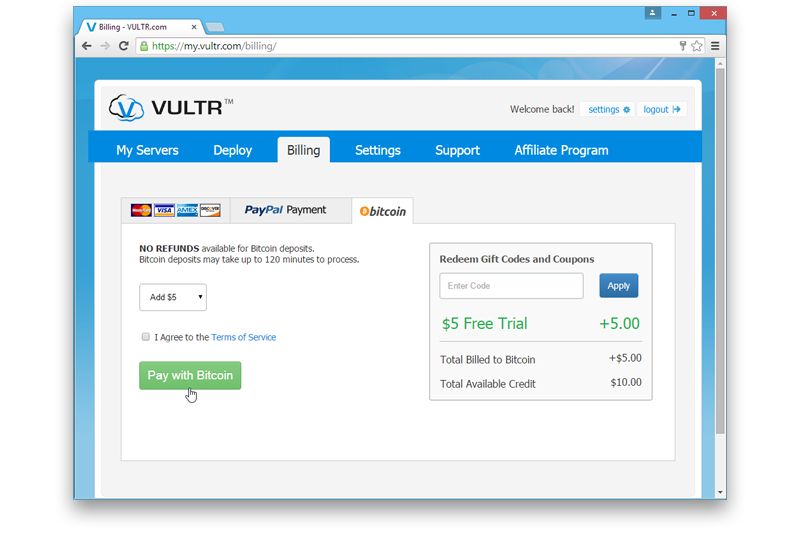 Billing - VULTR.com
https://my.vultr.com/billing/
VULTR™
Welcome back! settings logout
My Servers Deploy Billing Settings Support Affiliate Program
MasterCard VISA AMEX DISCOVER PayPal Payment bitcoin
NO REFUNDS available for Bitcoin deposits.
Bitcoin deposits may take up to 120 minutes to process.
Add $5
I Agree to the Terms of Service
Pay with Bitcoin
Redeem Gift Codes and Coupons
Enter Code Apply
$5 Free Trial +5.00
Total Billed to Bitcoin +$5.00
Total Available Credit $10.00